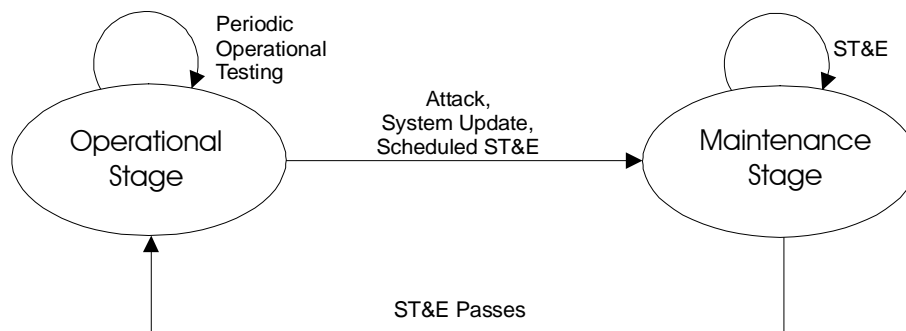 Periodic
Operational
Testing
ST&E
Attack,
System Update,
Scheduled ST&E
Operational
Stage
Maintenance
Stage
ST&E Passes